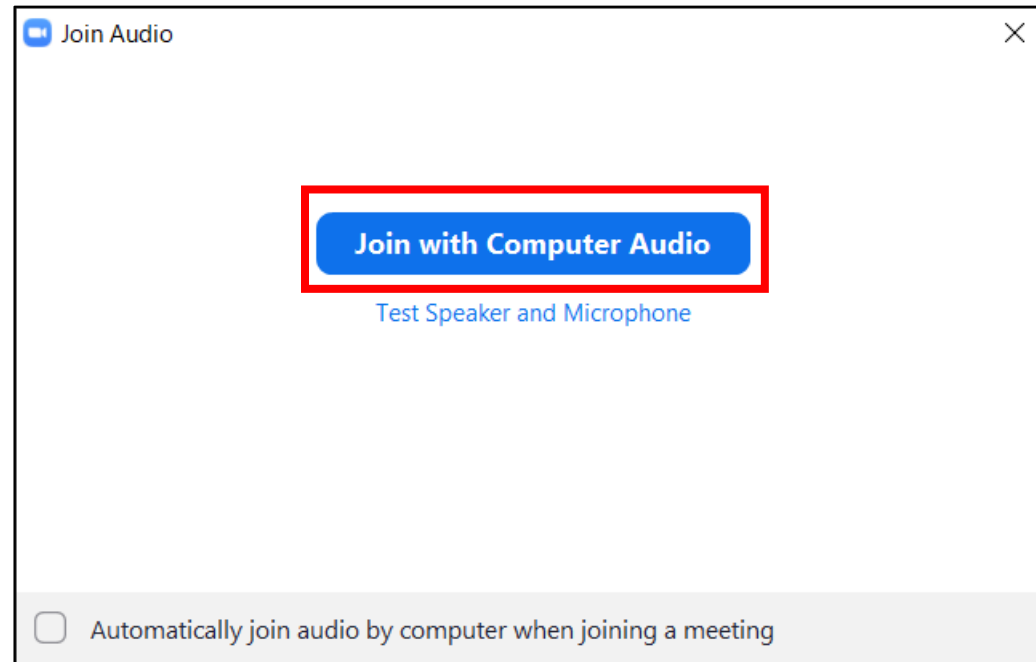 Join Audio
Join with Computer Audio
Test Speaker and Microphone
Automatically join audio by computer when joining a meeting